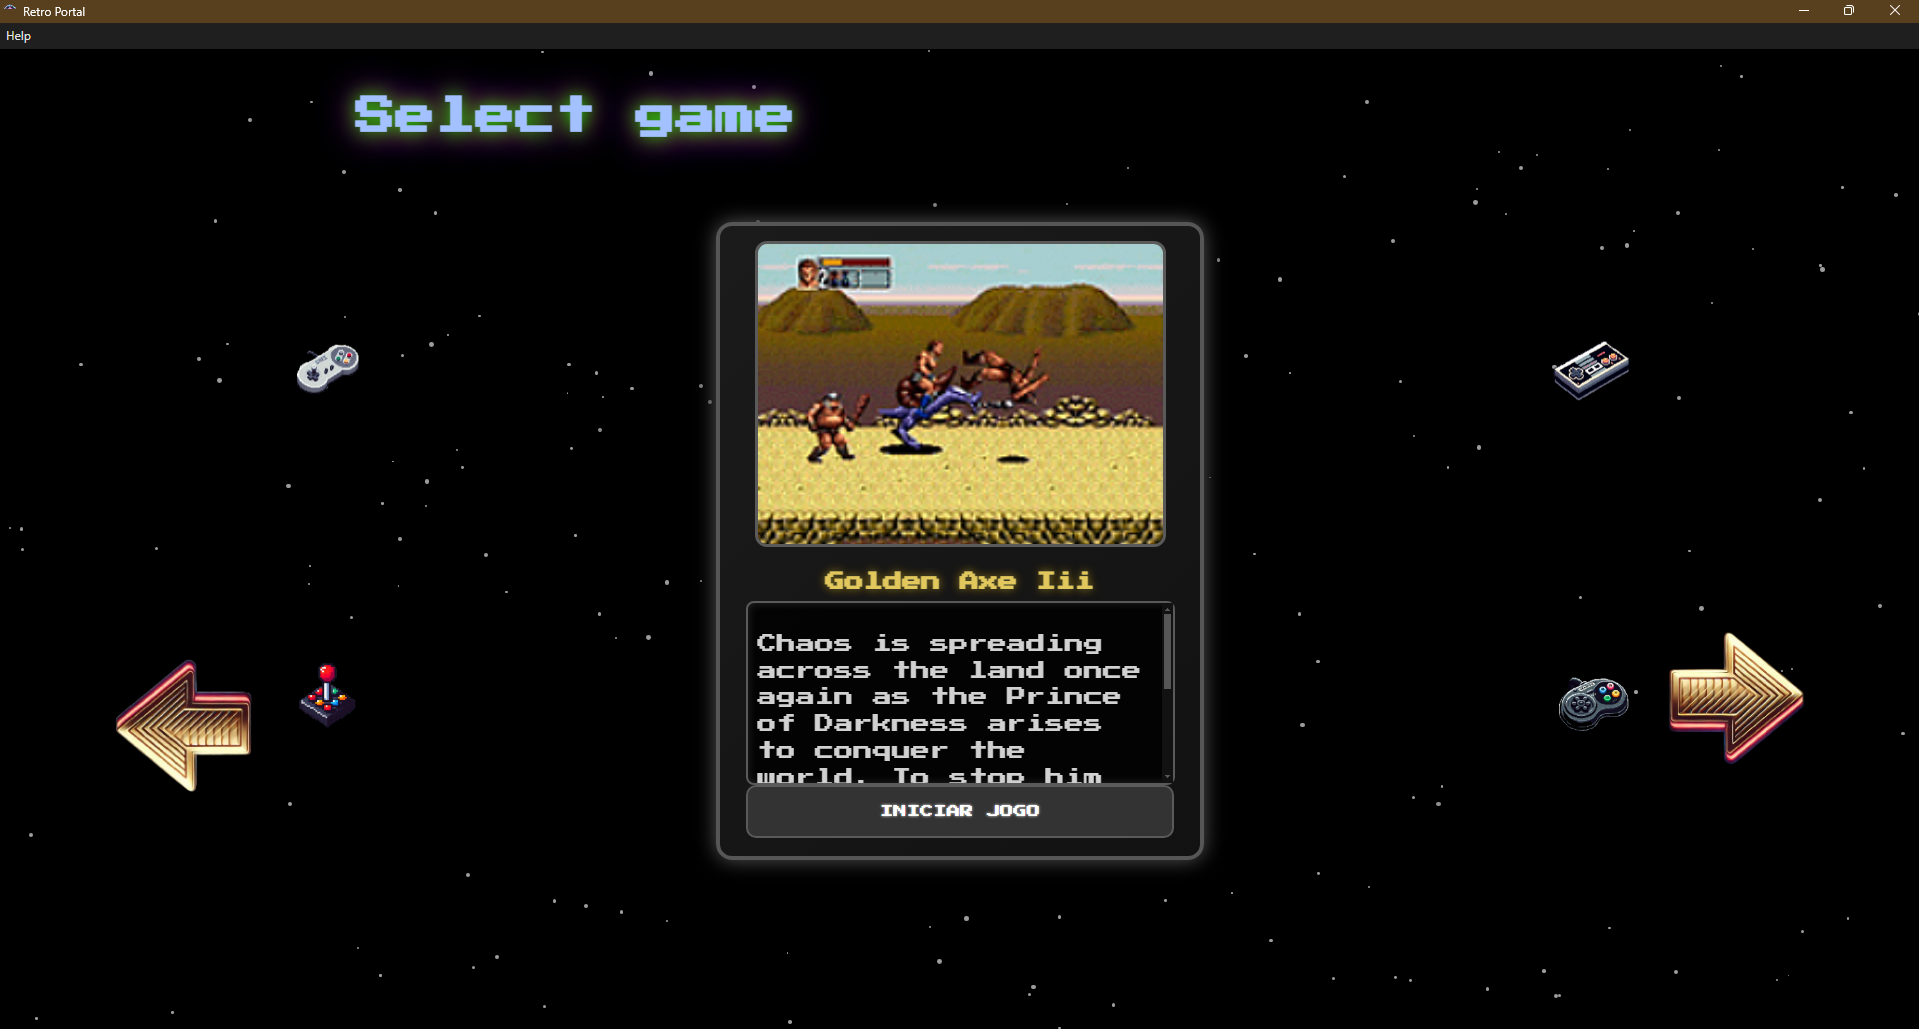 Retro Portal
Help
Select game
Golden Axe Iii
Chaos is spreading
across the land once
again as the Prince
of Darkness arises
to conquer the
world. To stop him
INICIAR JOGO